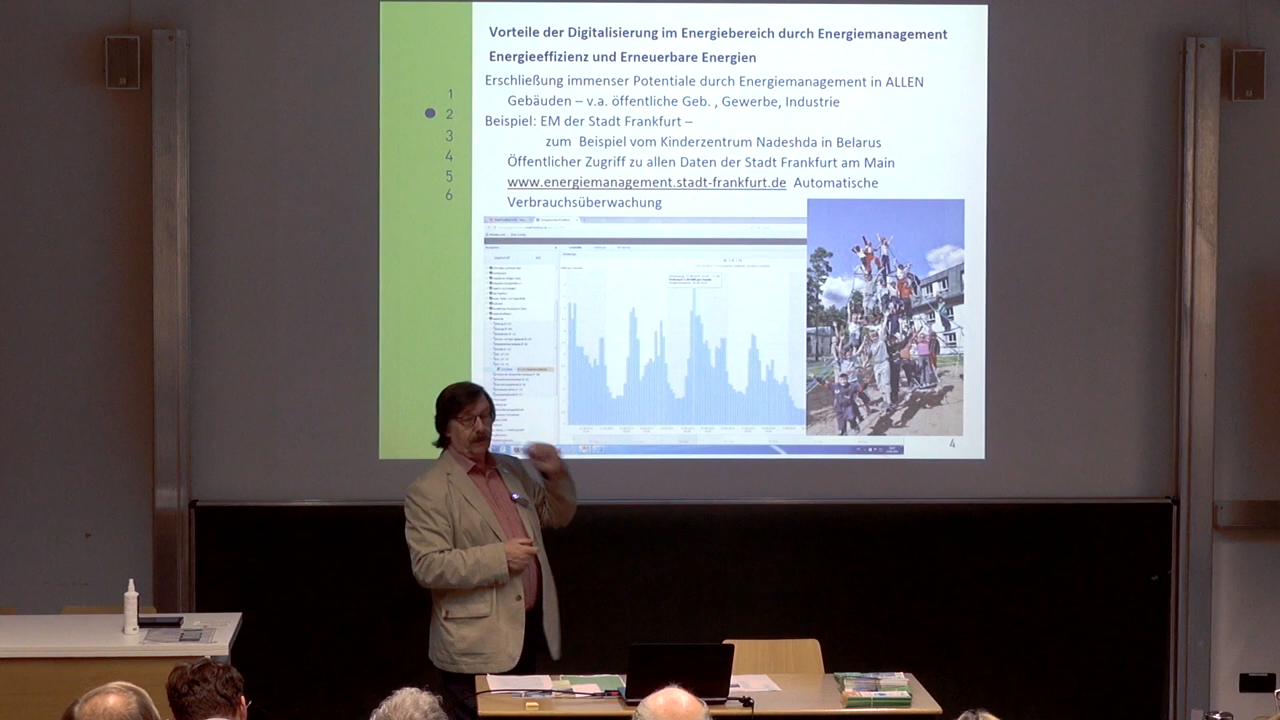 Vorteile der Digitalisierung im Energiebereich durch Energiemanagement
Energieeffizienz und Erneuerbare Energien
Erschließung immenser Potentiale durch Energiemanagement in ALLEN
Gebäuden – v.a. öffentliche Geb. , Gewerbe, Industrie
Beispiel: EM der Stadt Frankfurt –
zum Beispiel vom Kinderzentrum Nadeshda in Belarus
Öffentlicher Zugriff zu allen Daten der Stadt Frankfurt am Main
www.energiemanagement.stadt-frankfurt.de Automatische
Verbrauchsüberwachung
1
2
3
4
5
6
4